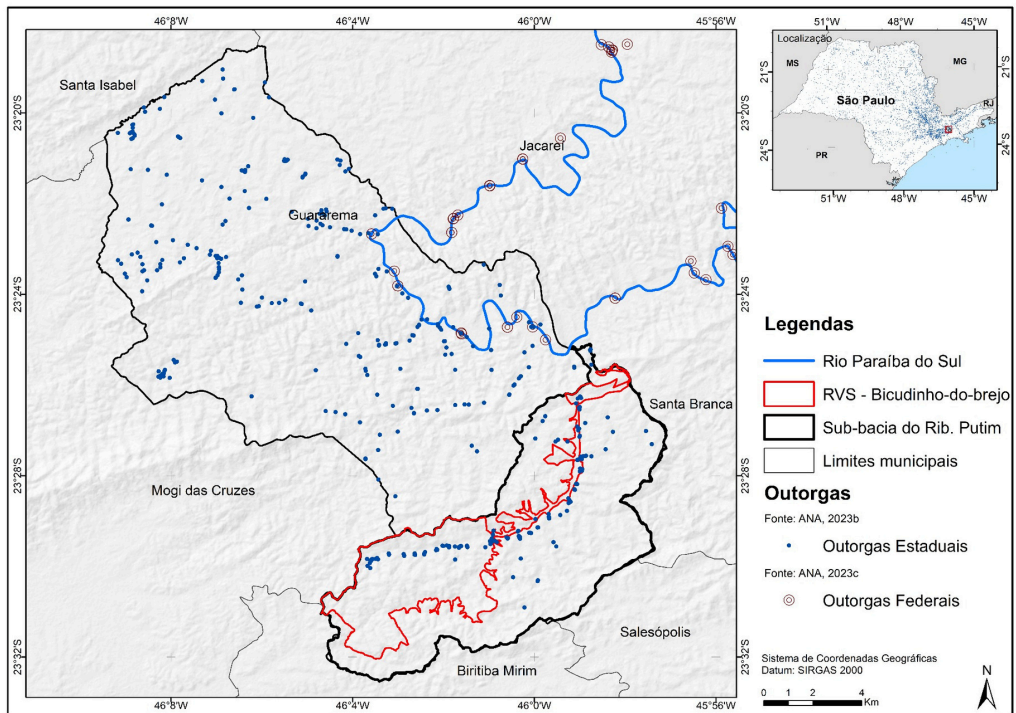 46°8'W
46°4'W
46°0'W
45°56'W
23°20'S
23°24'S
23°28'S
23°32'S
Santa Isabel
Jacareí
Guararema
Santa Branca
Mogi das Cruzes
Salesópolis
Biritiba Mirim
46°8'W
46°4'W
46°0'W
45°56'W
23°20'S
23°24'S
23°28'S
23°32'S
51°W
48°W
45°W
Localização
MS
MG
São Paulo
RJ
PR
21°S
24°S
21°S
24°S
51°W
48°W
45°W
Legendas
Rio Paraíba do Sul
RVS - Bicudinho-do-brejo
Sub-bacia do Rib. Putim
Limites municipais
Outorgas
Fonte: ANA, 2023b
Outorgas Estaduais
Fonte: ANA, 2023c
Outorgas Federais
Sistema de Coordenadas Geográficas
Datum: SIRGAS 2000
0 1 2 4
Km
N